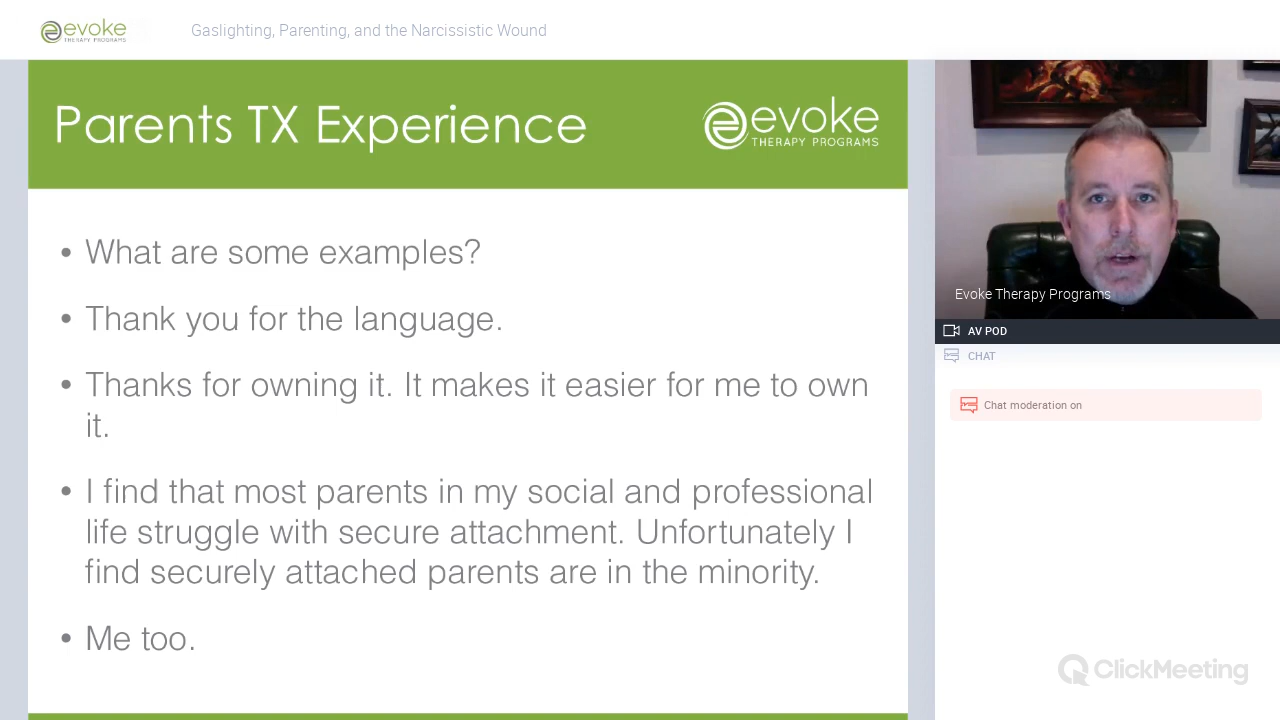 evoke
THERAPY PROGRAMS
Gaslighting, Parenting, and the Narcissistic Wound
Parents TX Experience
evoke
THERAPY PROGRAMS
• What are some examples?
• Thank you for the language.
• Thanks for owning it. It makes it easier for me to own
it.
• I find that most parents in my social and professional
life struggle with secure attachment. Unfortunately I
find securely attached parents are in the minority.
• Me too.
Evoke Therapy Programs
AV POD
CHAT
Chat moderation on
ClickMeeting